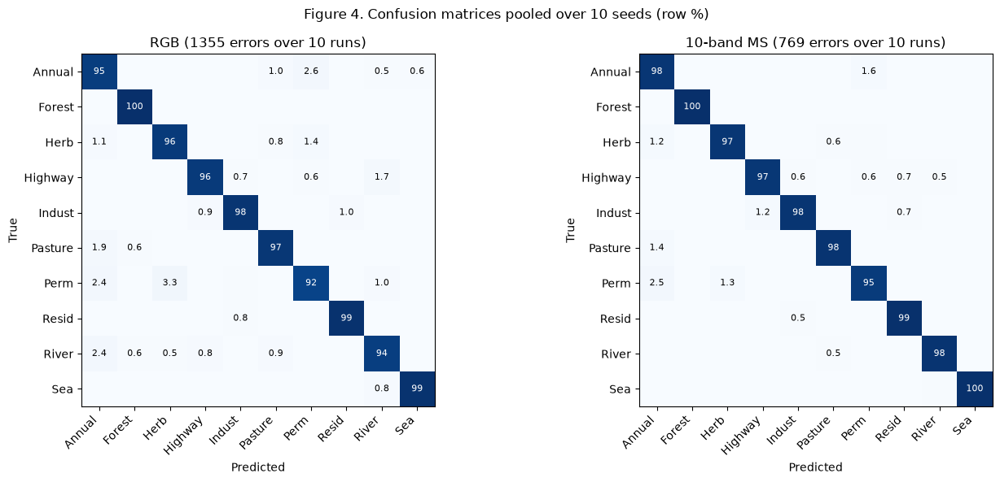 Figure 4. Confusion matrices pooled over 10 seeds (row %)
RGB (1355 errors over 10 runs)
True
Annual 95 1.0 2.6 0.5 0.6
Forest 100
Herb 1.1 96 0.8 1.4
Highway 96 0.7 0.6 1.7
Indust 0.9 98 1.0
Pasture 1.9 0.6 97
Perm 2.4 3.3 92 1.0
Resid 0.8 99
River 2.4 0.6 0.5 0.8 0.9 94
Sea 0.8 99
Annual Forest Herb Highway Indust Pasture Perm Resid River Sea
Predicted
10-band MS (769 errors over 10 runs)
True
Annual 98 1.6
Forest 100
Herb 1.2 97 0.6
Highway 97 0.6 0.6 0.7 0.5
Indust 1.2 98 0.7
Pasture 1.4 98
Perm 2.5 1.3 95
Resid 0.5 99
River 0.5 98
Sea 100
Annual Forest Herb Highway Indust Pasture Perm Resid River Sea
Predicted